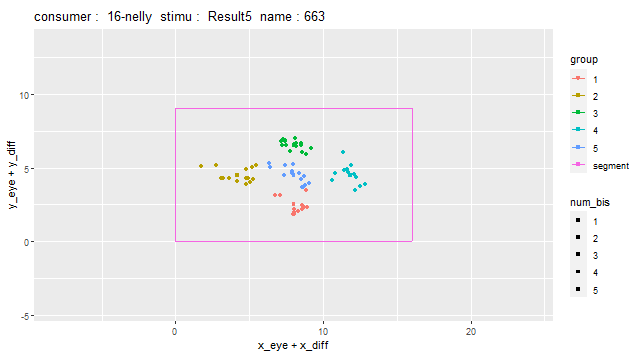 consumer :  16-nelly  stimu :  Result5  name : 663
y_eye + y_diff
10
5
0
-5
0
10
20
x_eye + x_diff
group
1
2
3
4
5
segment
num_bis
1
2
3
4
5